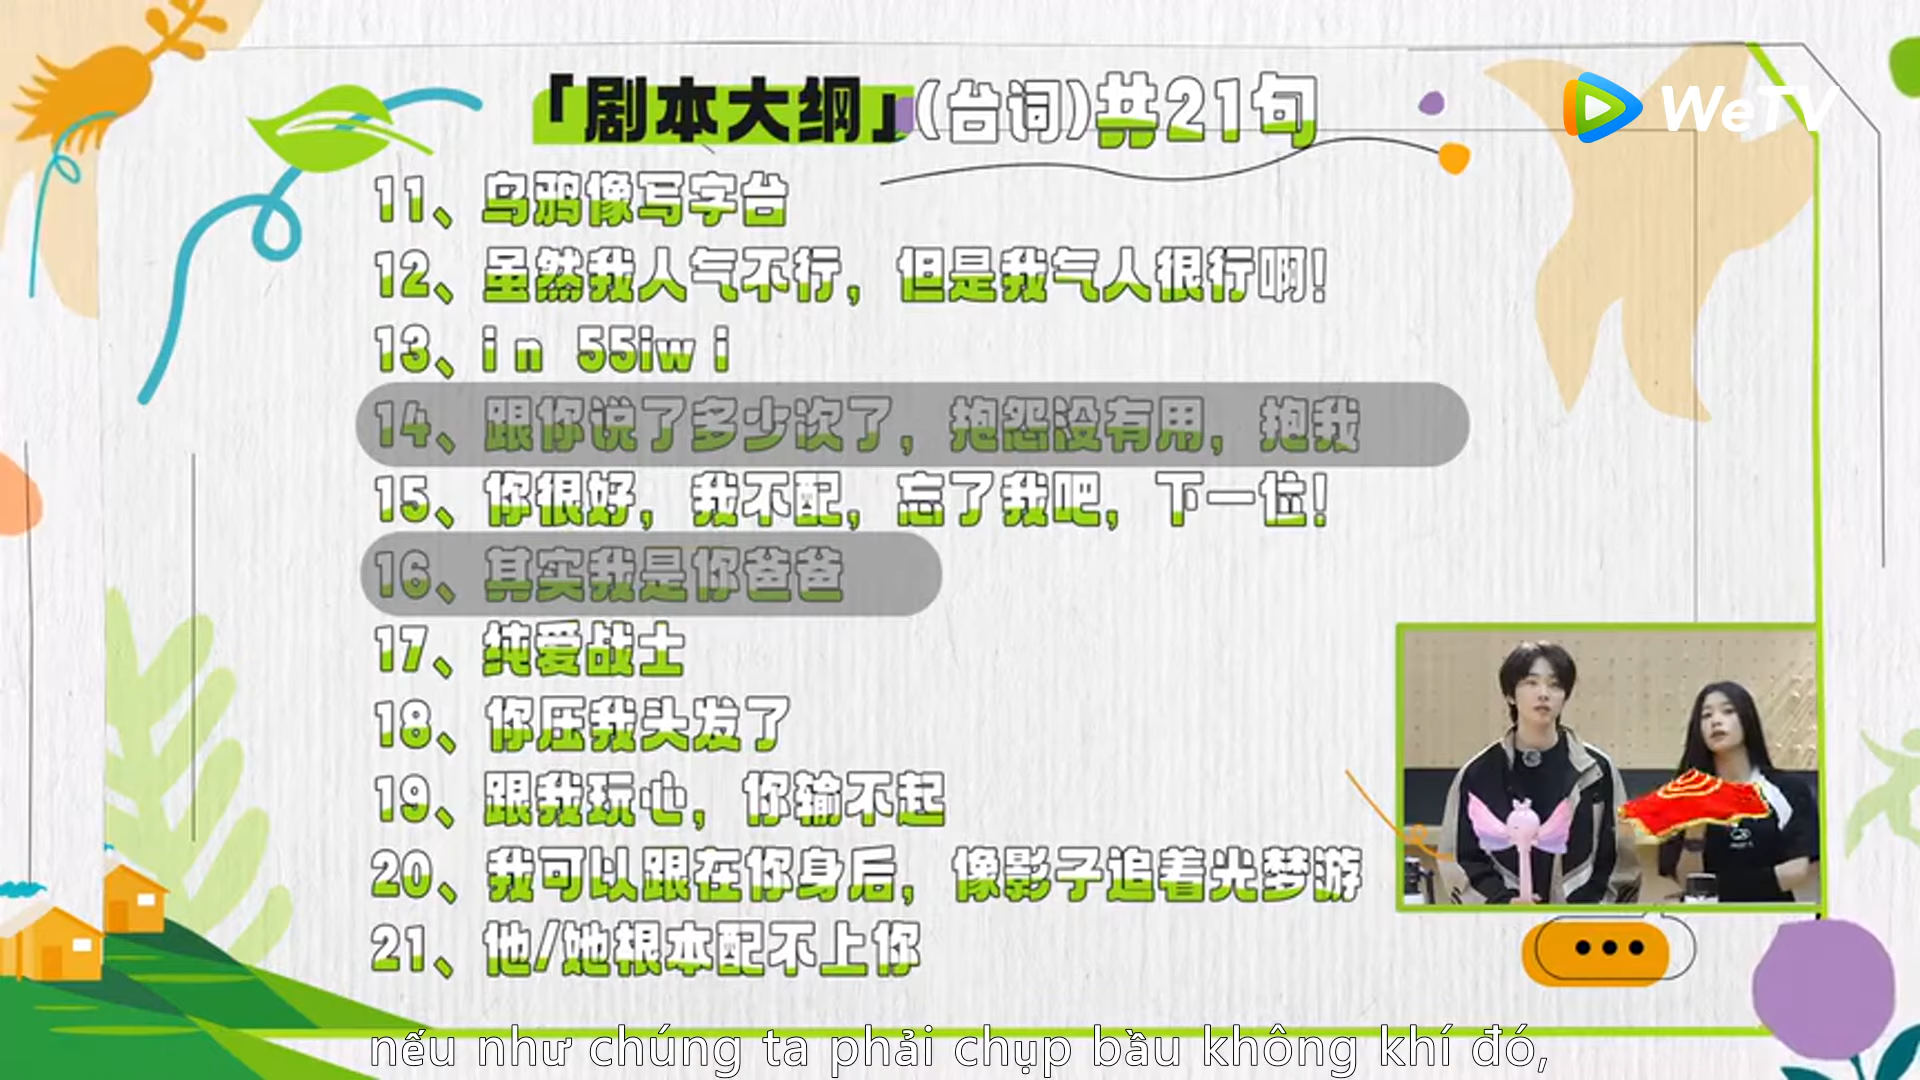 「剧本大纲」(台词)共21句
WeTV
11、乌鸦像写字台
12、虽然我人气不行，但是我气人很行啊！
13、i n 55iw i
14、跟你说了多少次了，抱怨没有用，抱我
15、你很好，我不配，忘了我吧，下一位！
16、其实我是你爸爸
17、纯爱战士
18、你压我头发了
19、跟我玩心，你输不起
20、我可以跟在你身后，像影子追着光梦游
21、他/她根本配不上你
nếu như chúng ta phải chụp bầu không khí đó,